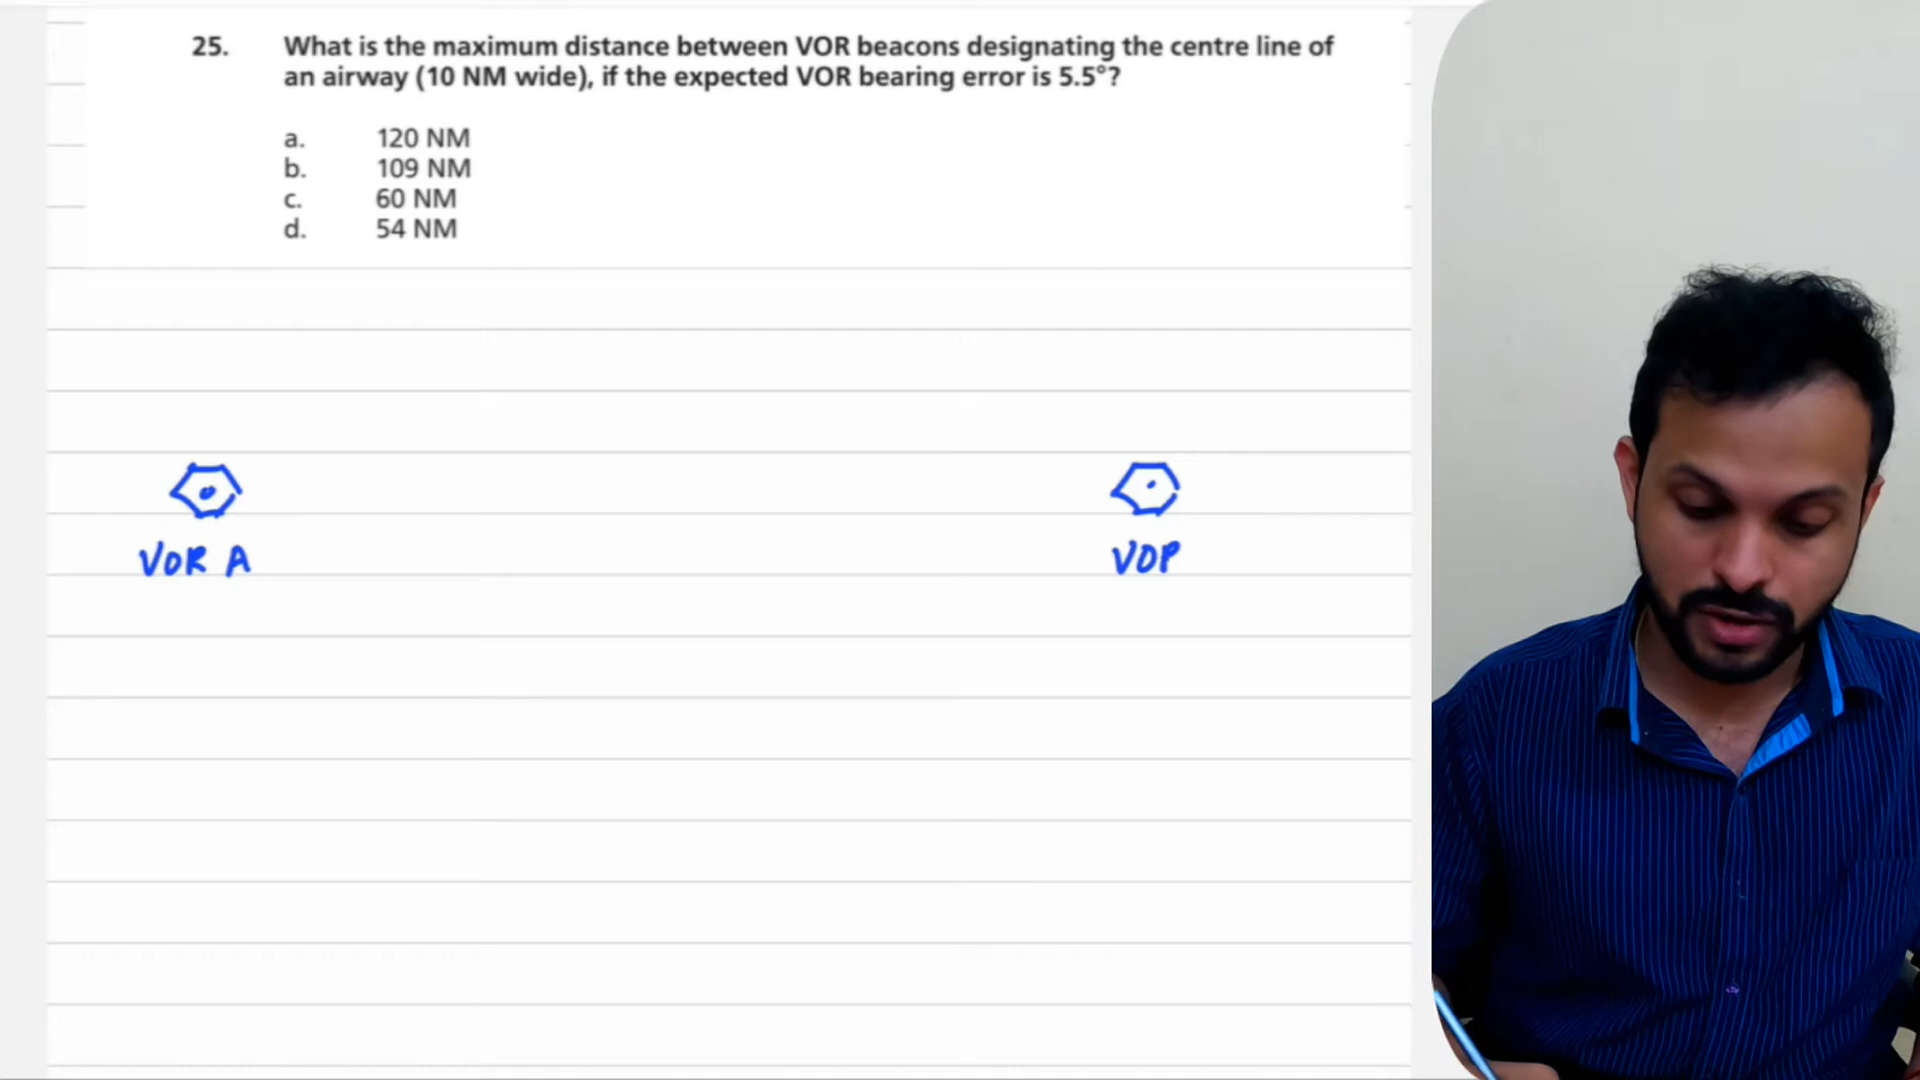 25. What is the maximum distance between VOR beacons designating the centre line of
an airway (10 NM wide), if the expected VOR bearing error is 5.5°?
a. 120 NM
b. 109 NM
c. 60 NM
d. 54 NM
VOR A
VOP